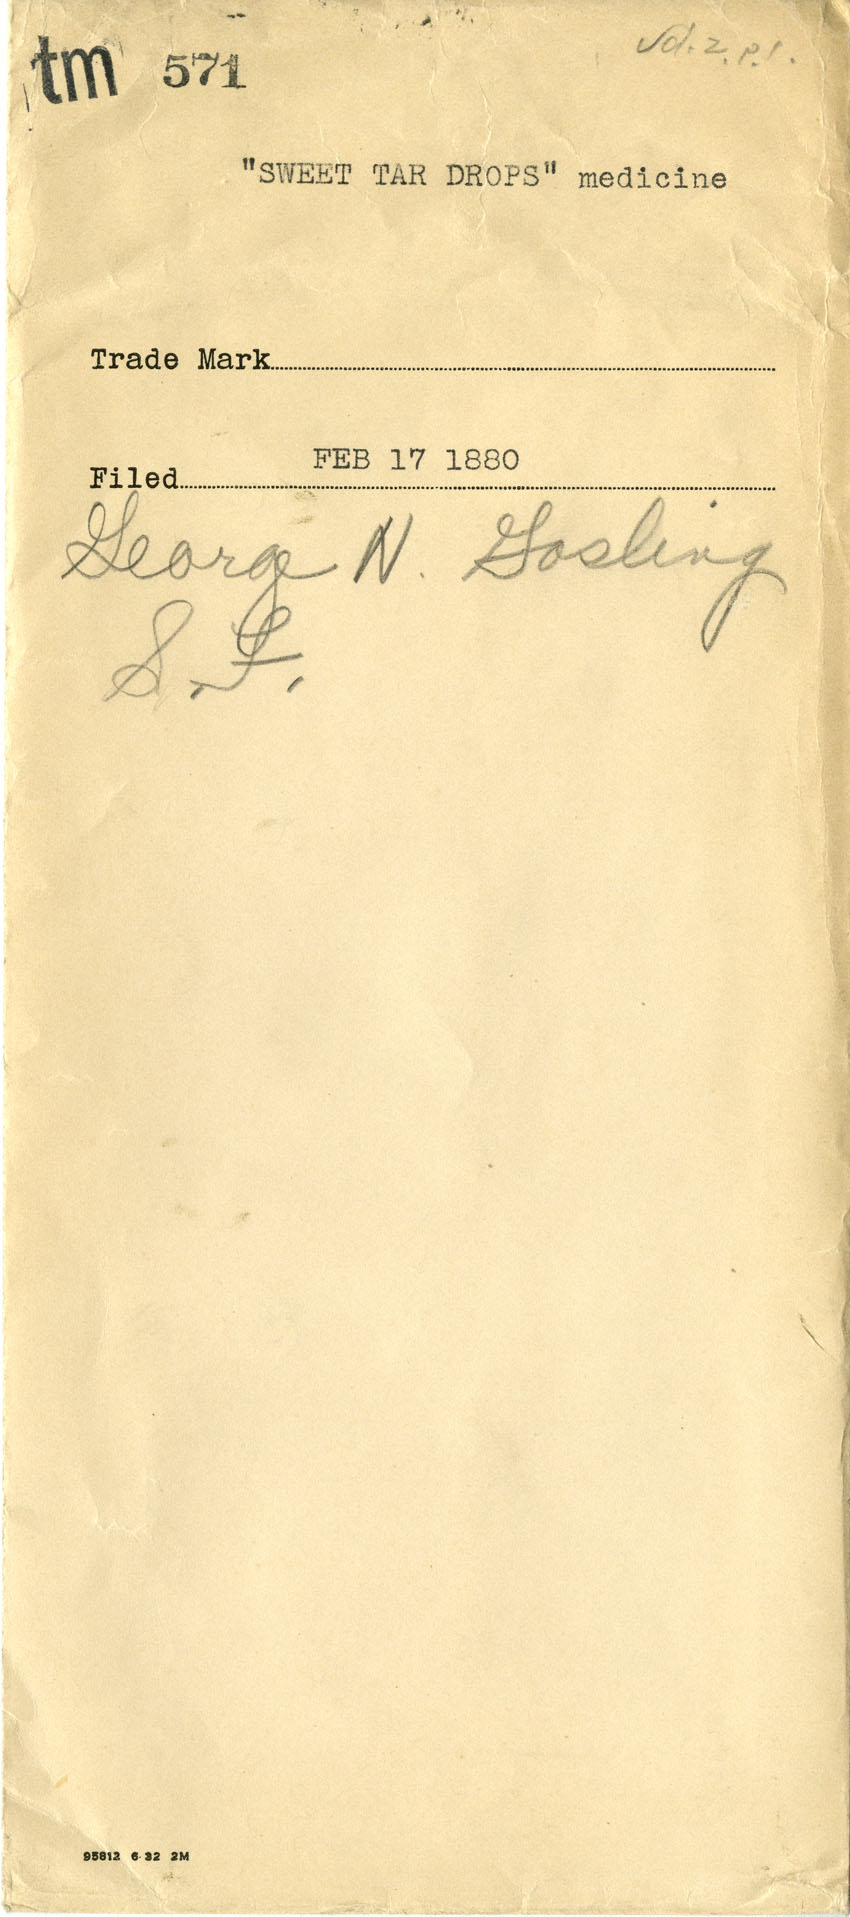 tm 571
Vol. 2. p. 1.
"SWEET TAR DROPS" medicine
Trade Mark
FEB 17 1880
Filed
George N. Gosling
S.F.
95812 6-32 2M